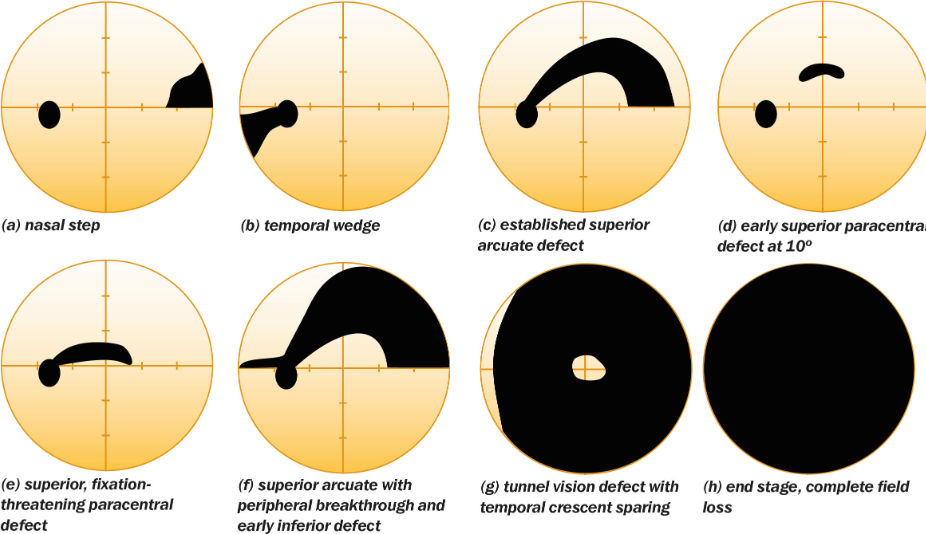 (a) nasal step
(b) temporal wedge
(c) established superior
arcuate defect
(d) early superior paracentral
defect at 10º
(e) superior, fixation-
threatening paracentral
defect
(f) superior arcuate with
peripheral breakthrough and
early inferior defect
(g) tunnel vision defect with
temporal crescent sparing
(h) end stage, complete field
loss